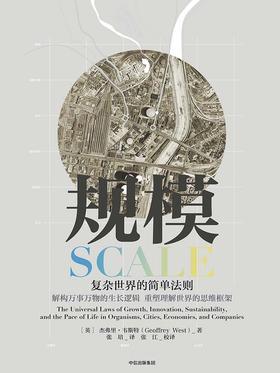 规模
SCALE
复杂世界的简单法则
解构万事万物的生长逻辑 重塑理解世界的思维框架
The Universal Laws of Growth, Innovation, Sustainability,
and the Pace of Life in Organisms, Cities, Economies, and Companies
[英] 杰弗里·韦斯特（Geoffrey West）_著
张培_译 张江_校译
中信出版集团